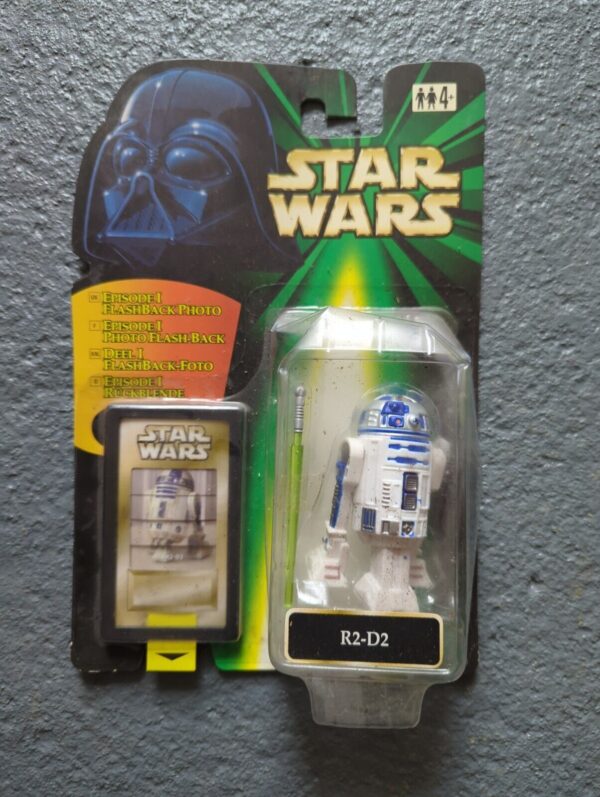 4+
STAR
WARS
EPISODE I
FLASHBACK PHOTO
EPISODE I
PHOTO FLASH-BACK
DEEL I
FLASHBACK-FOTO
EPISODE I
RÜCKBLENDE
STAR
WARS
R2-D2